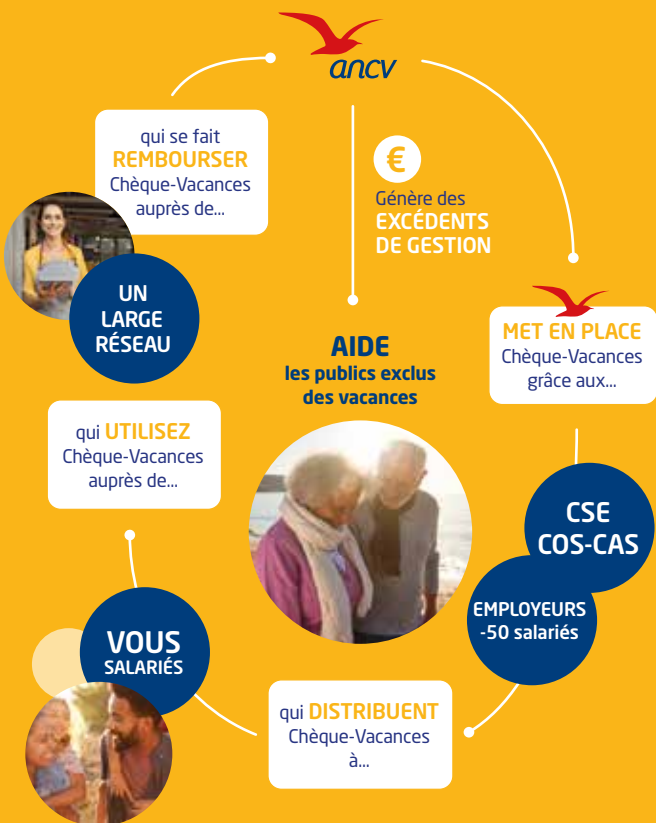 ancv
€
Génère des
EXCÉDENTS
DE GESTION
AIDE
les publics exclus
des vacances
MET EN PLACE
Chèque-Vacances
grâce aux...
CSE
COS-CAS
EMPLOYEURS
-50 salariés
qui DISTRIBUENT
Chèque-Vacances
à...
VOUS
SALARIÉS
qui UTILISEZ
Chèque-Vacances
auprès de...
UN
LARGE
RÉSEAU
qui se fait
REMBOURSER
Chèque-Vacances
auprès de...